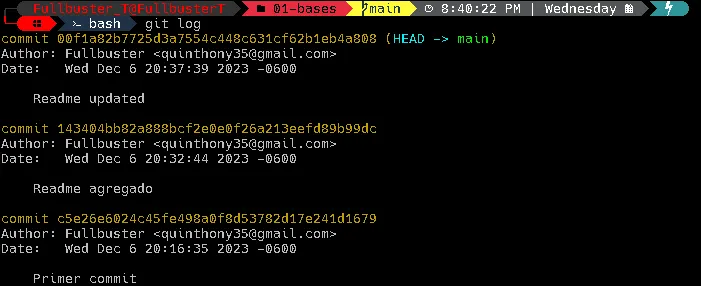 Fullbuster_T@FullbusterT 01-bases main 8:40:22 PM | Wednesday
bash git log
commit 00f1a82b7725d3a7554c448c631cf62b1eb4a808 (HEAD -> main)
Author: Fullbuster <quinthony35@gmail.com>
Date:   Wed Dec 6 20:37:39 2023 -0600
Readme updated
commit 143404bb82a888bcf2e0e0f26a213eefd89b99dc
Author: Fullbuster <quinthony35@gmail.com>
Date:   Wed Dec 6 20:32:44 2023 -0600
Readme agregado
commit c5e26e6024c45fe498a0f8d53782d17e241d1679
Author: Fullbuster <quinthony35@gmail.com>
Date:   Wed Dec 6 20:16:35 2023 -0600
Primer commit